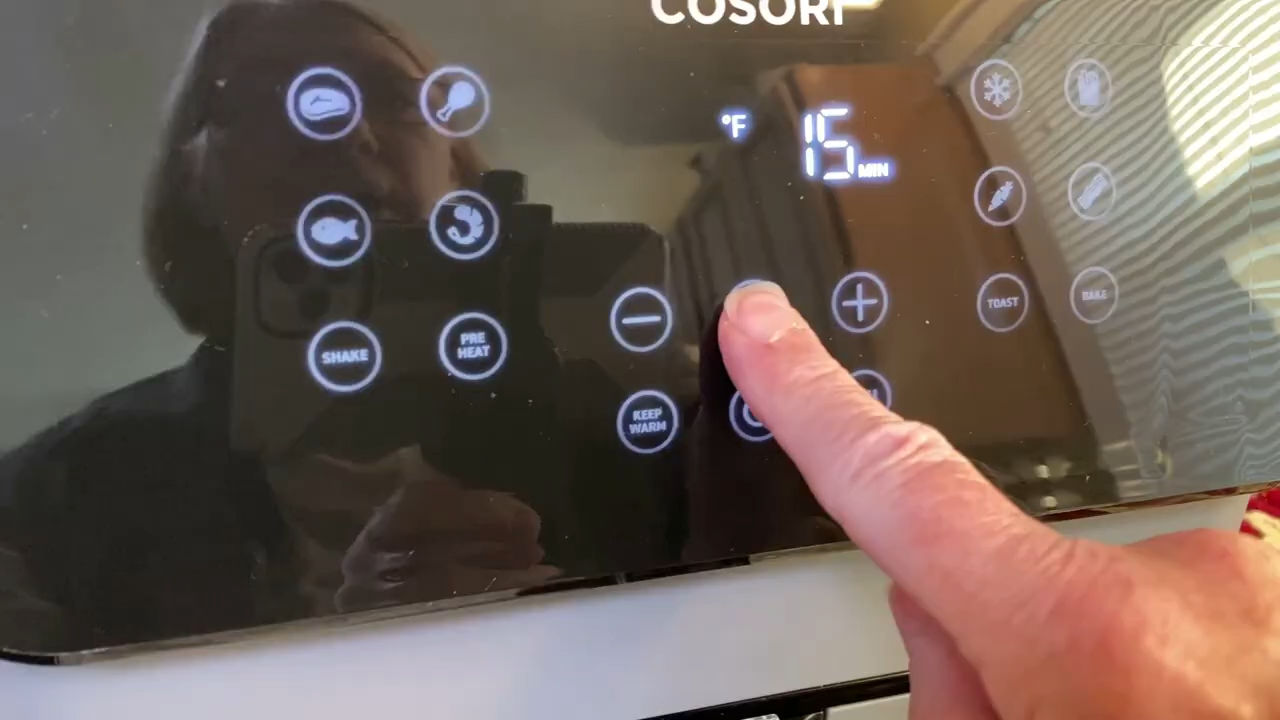 COSORI
°F 15 MIN
SHAKE
PRE
HEAT
KEEP
WARM
TOAST
BAKE